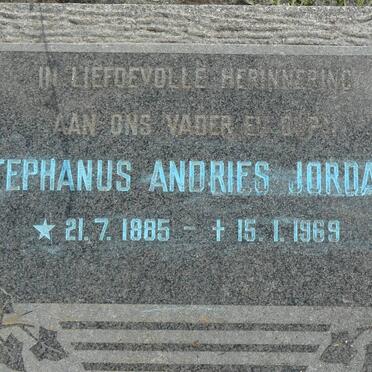 IN LIEFDEVOLLE HERINNERING
AAN ONS VADER EN OUPA
TEPHANUS ANDRIES JORDA
★ 21.7.1885 – † 15.1.1969